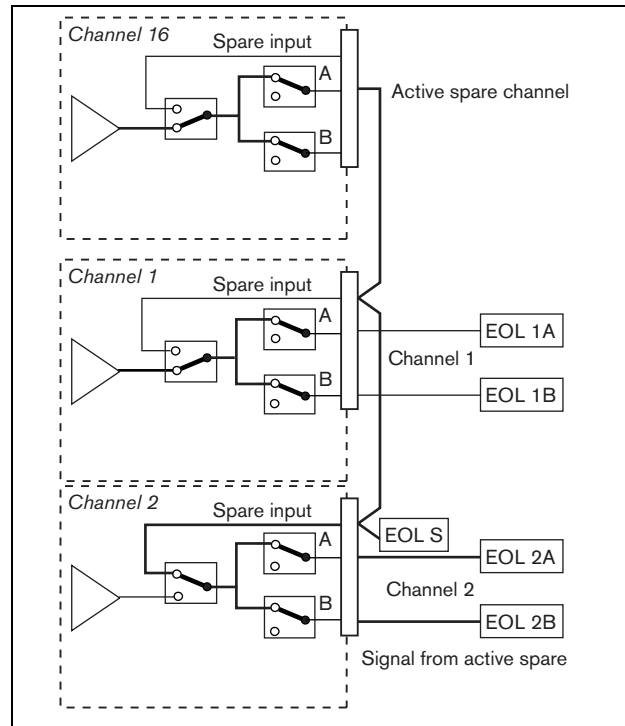 Channel 16
Spare input
A
Active spare channel
B
Channel 1
Spare input
A
EOL 1A
Channel 1
B
EOL 1B
Channel 2
Spare input
EOL S
A
EOL 2A
Channel 2
B
EOL 2B
Signal from active spare